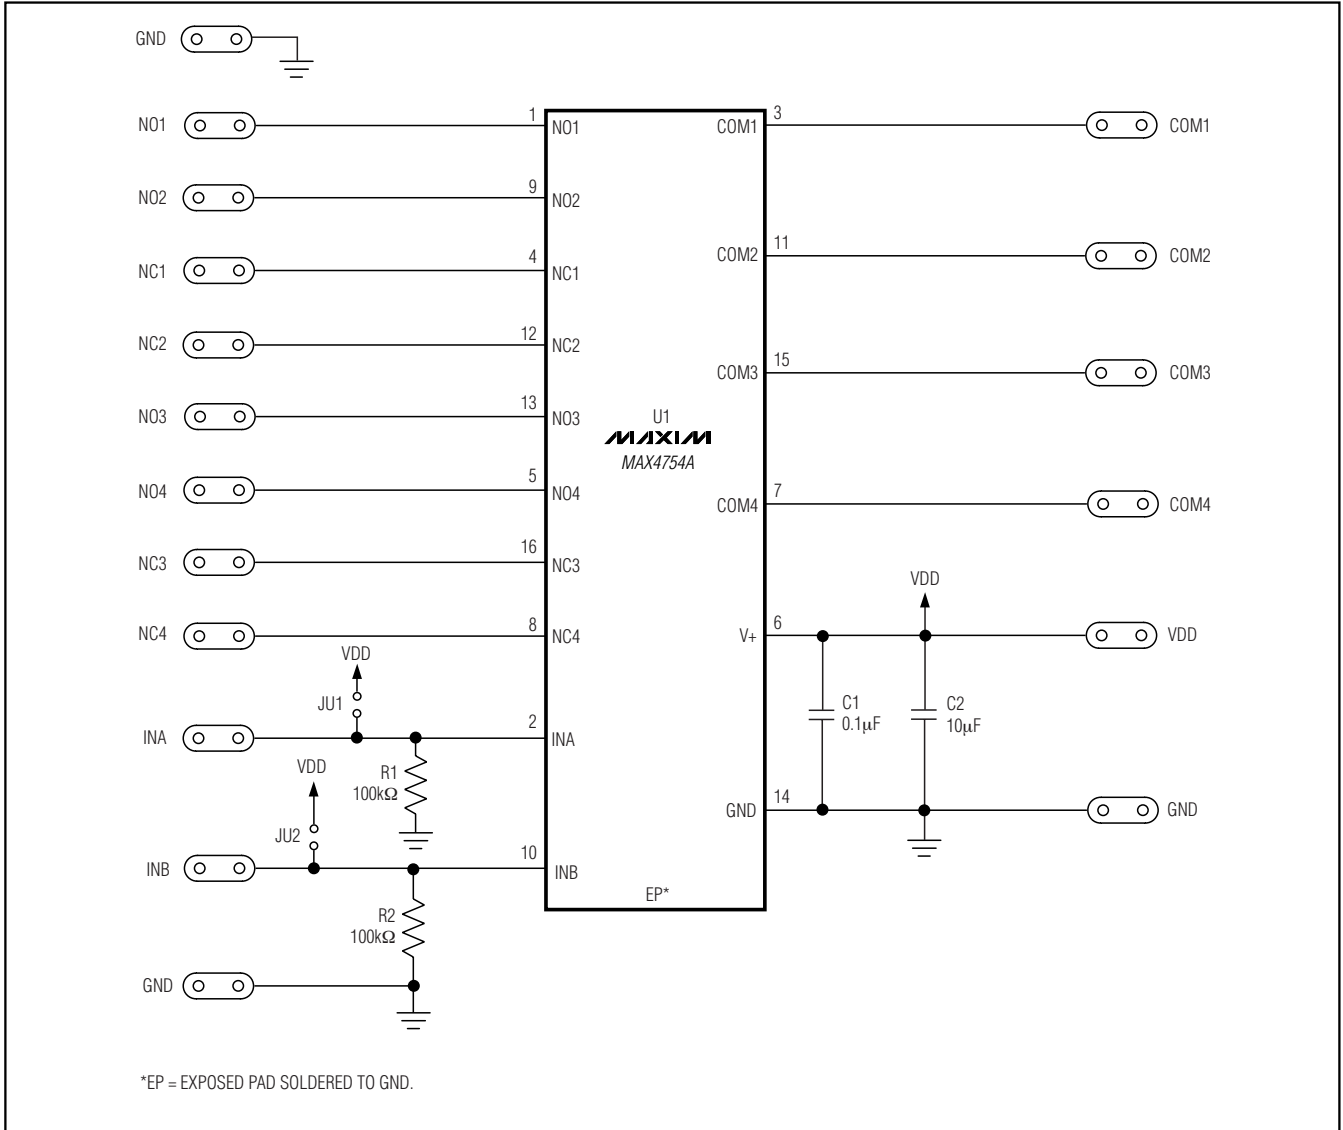 GND
NO1
1
NO1
COM1
3
COM1
NO2
9
NO2
COM2
11
COM2
NC1
4
NC1
NC2
12
NC2
COM3
15
COM3
NO3
13
NO3
U1
MAXIM
MAX4754A
NO4
5
NO4
COM4
7
COM4
NC3
16
NC3
VDD
NC4
8
NC4
V+
6
VDD
VDD
JU1
C1
0.1µF
C2
10µF
INA
2
INA
VDD
R1
100kΩ
GND
14
GND
JU2
INB
10
INB
EP*
R2
100kΩ
GND
*EP = EXPOSED PAD SOLDERED TO GND.